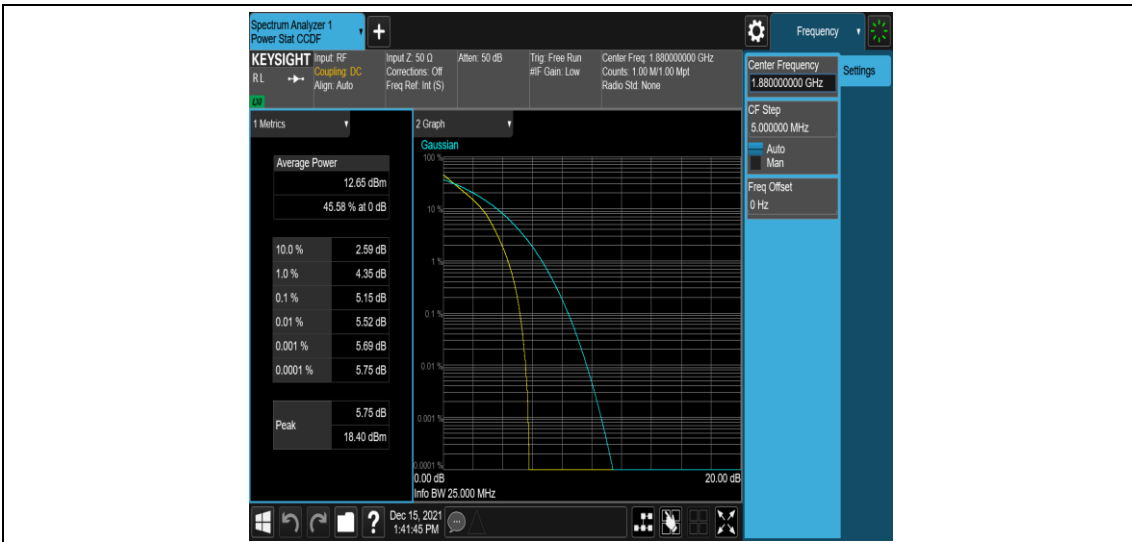 Spectrum Analyzer 1
Power Stat CCDF
+
Frequency
KEYSIGHT
RL
LXI
Input: RF
Coupling: DC
Align: Auto
Input Z: 50 Ω
Corrections: Off
Freq Ref: Int (S)
Atten: 50 dB
Trig: Free Run
#IF Gain: Low
Center Freq: 1.880000000 GHz
Counts: 1.00 M/1.00 Mpt
Radio Std: None
Center Frequency
1.880000000 GHz
Settings
CF Step
5.000000 MHz
Auto
Man
Freq Offset
0 Hz
1 Metrics
Average Power
12.65 dBm
45.58 % at 0 dB
10.0 % 2.59 dB
1.0 % 4.35 dB
0.1 % 5.15 dB
0.01 % 5.52 dB
0.001 % 5.69 dB
0.0001 % 5.75 dB
Peak
5.75 dB
18.40 dBm
2 Graph
Gaussian
100 %
10 %
1 %
0.1 %
0.01 %
0.001 %
0.0001 %
0.00 dB 20.00 dB
Info BW 25.000 MHz
?
Dec 15, 2021
1:41:45 PM